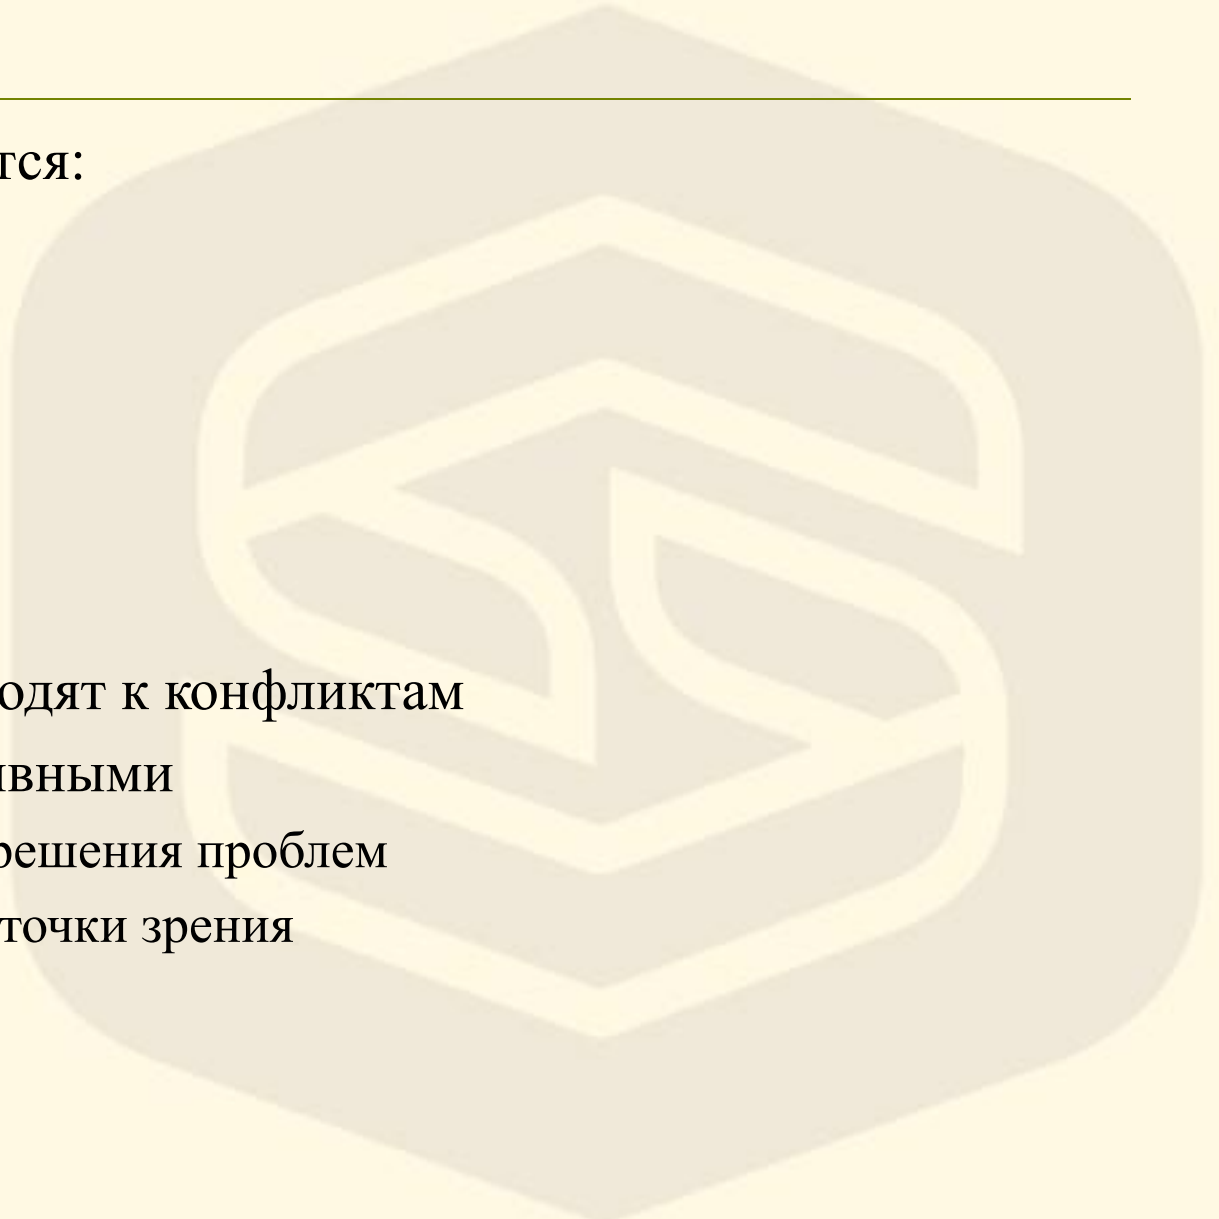 тся:
одят к конфликтам
ивными
решения проблем
точки зрения